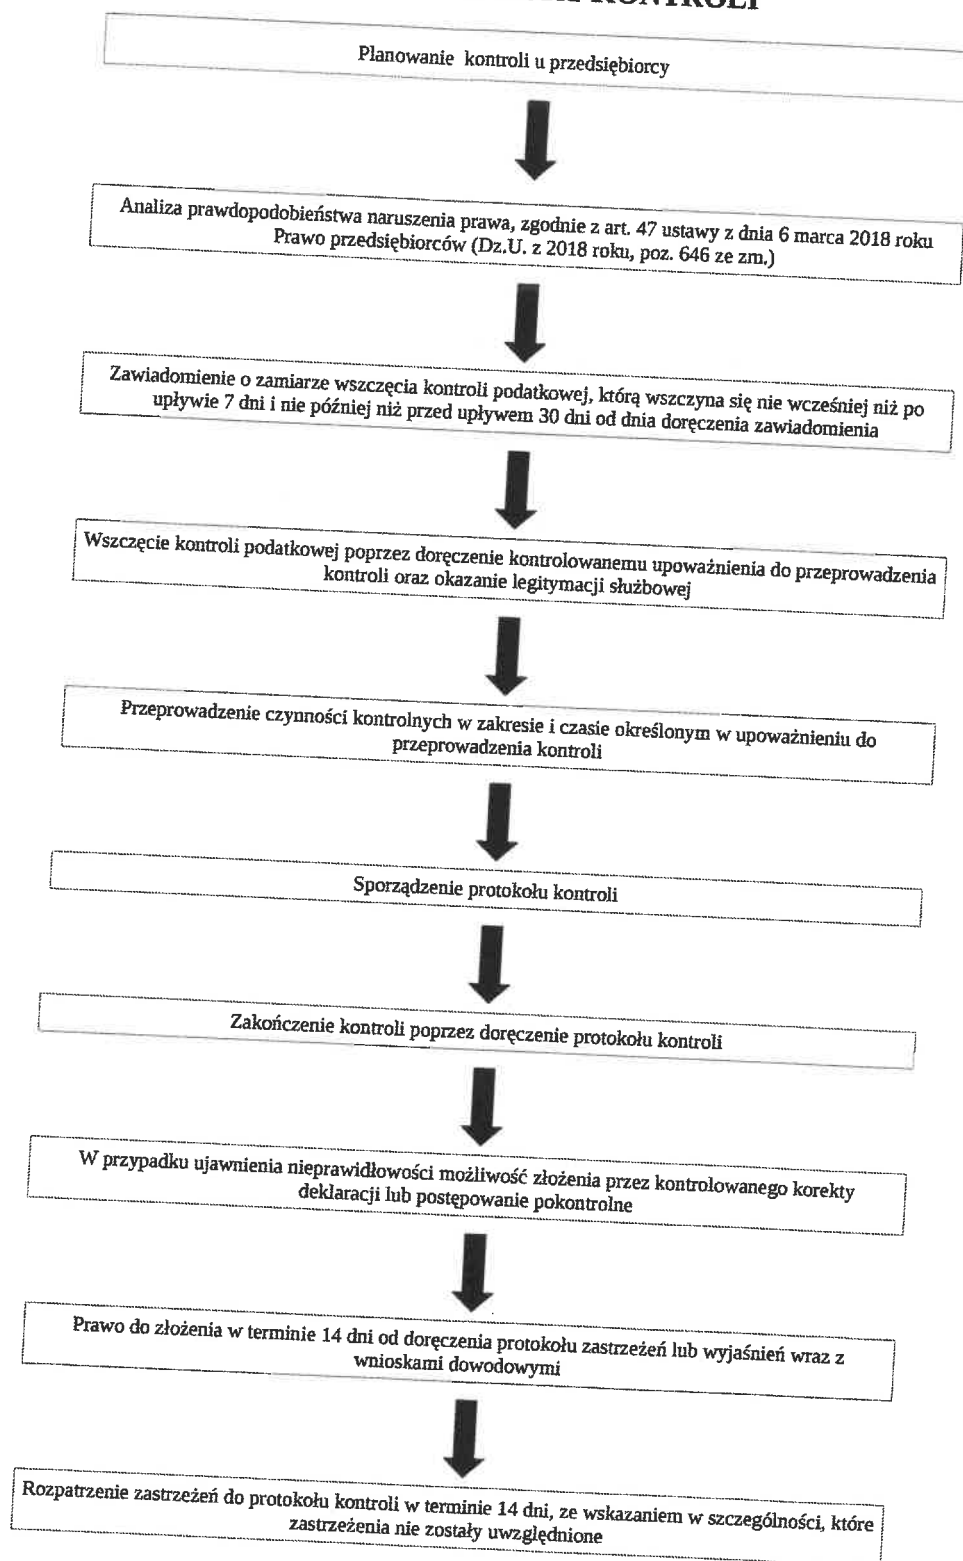 KONTROLI
Planowanie kontroli u przedsiębiorcy
Analiza prawdopodobieństwa naruszenia prawa, zgodnie z art. 47 ustawy z dnia 6 marca 2018 roku
Prawo przedsiębiorców (Dz.U. z 2018 roku, poz. 646 ze zm.)
Zawiadomienie o zamiarze wszczęcia kontroli podatkowej, którą wszczyna się nie wcześniej niż po
upływie 7 dni i nie później niż przed upływem 30 dni od dnia doręczenia zawiadomienia
Wszczęcie kontroli podatkowej poprzez doręczenie kontrolowanemu upoważnienia do przeprowadzenia
kontroli oraz okazanie legitymacji służbowej
Przeprowadzenie czynności kontrolnych w zakresie i czasie określonym w upoważnieniu do
przeprowadzenia kontroli
Sporządzenie protokołu kontroli
Zakończenie kontroli poprzez doręczenie protokołu kontroli
W przypadku ujawnienia nieprawidłowości możliwość złożenia przez kontrolowanego korekty
deklaracji lub postępowanie pokontrolne
Prawo do złożenia w terminie 14 dni od doręczenia protokołu zastrzeżeń lub wyjaśnień wraz z
wnioskami dowodowymi
Rozpatrzenie zastrzeżeń do protokołu kontroli w terminie 14 dni, ze wskazaniem w szczególności, które
zastrzeżenia nie zostały uwzględnione